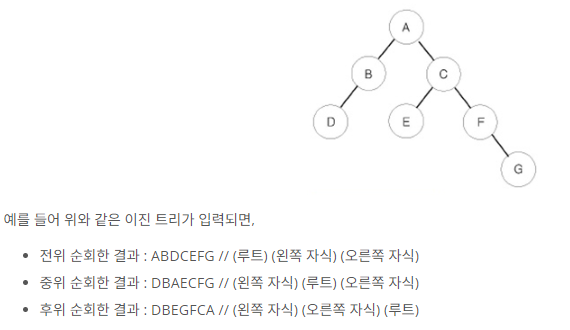 A
B
C
D
E
F
G
예를 들어 위와 같은 이진 트리가 입력되면,
전위 순회한 결과 : ABDCEFG // (루트) (왼쪽 자식) (오른쪽 자식)
중위 순회한 결과 : DBAECFG // (왼쪽 자식) (루트) (오른쪽 자식)
후위 순회한 결과 : DBEGFCA // (왼쪽 자식) (오른쪽 자식) (루트)